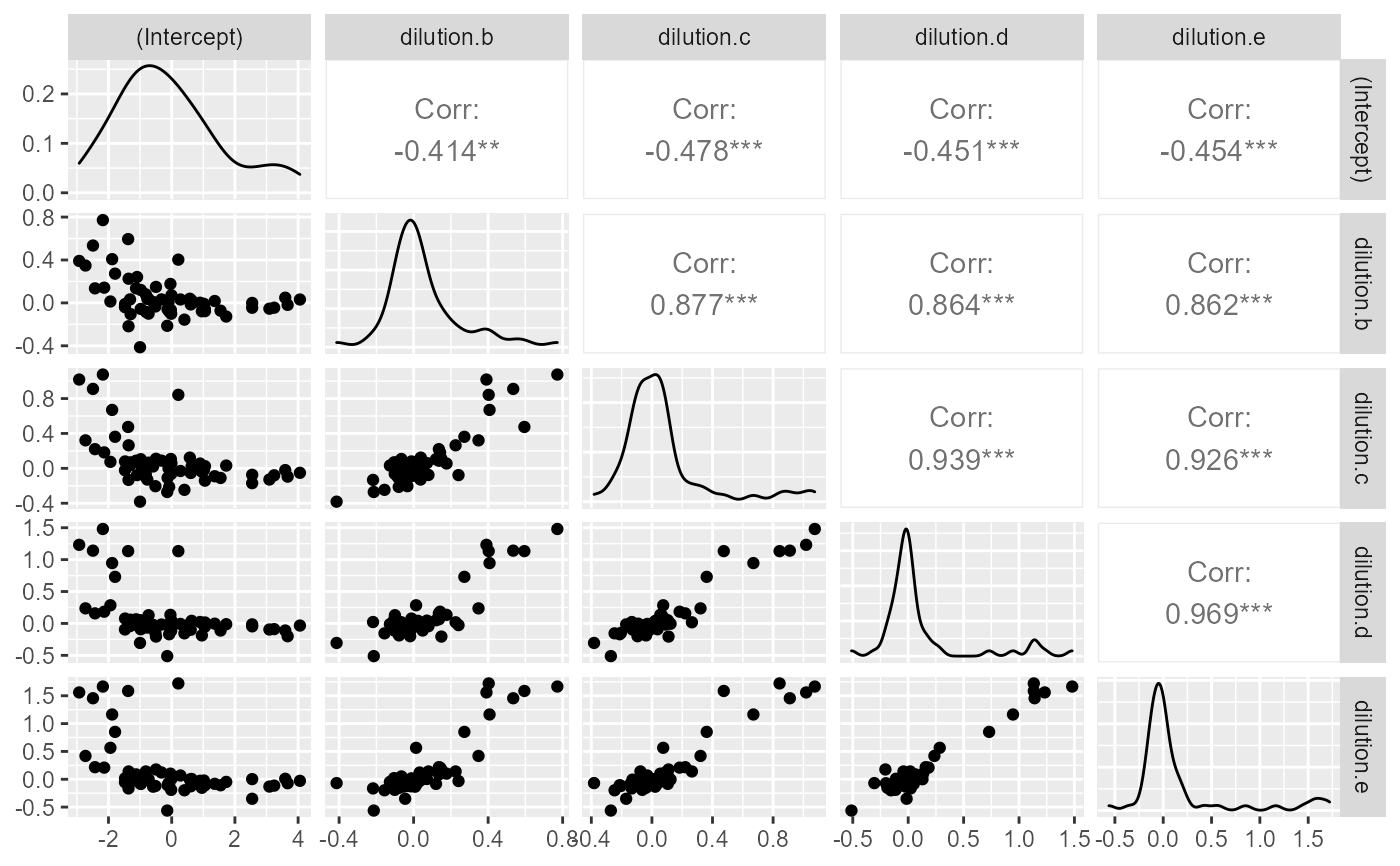 (Intercept) dilution.b dilution.c dilution.d dilution.e
0.2
0.1
0.0
Corr:
-0.414**
Corr:
-0.478***
Corr:
-0.451***
Corr:
-0.454***
(Intercept)
0.8
0.4
0.0
-0.4
Corr:
0.877***
Corr:
0.864***
Corr:
0.862***
dilution.b
0.8
0.4
0.0
-0.4
Corr:
0.939***
Corr:
0.926***
dilution.c
1.5
1.0
0.5
0.0
-0.5
Corr:
0.969***
dilution.d
1.5
1.0
0.5
0.0
-0.5
dilution.e
-2 0 2 4 -0.4 0.0 0.4 0.8 -0.4 0.0 0.4 0.8 -0.5 0.0 0.5 1.0 1.5 -0.5 0.0 0.5 1.0 1.5